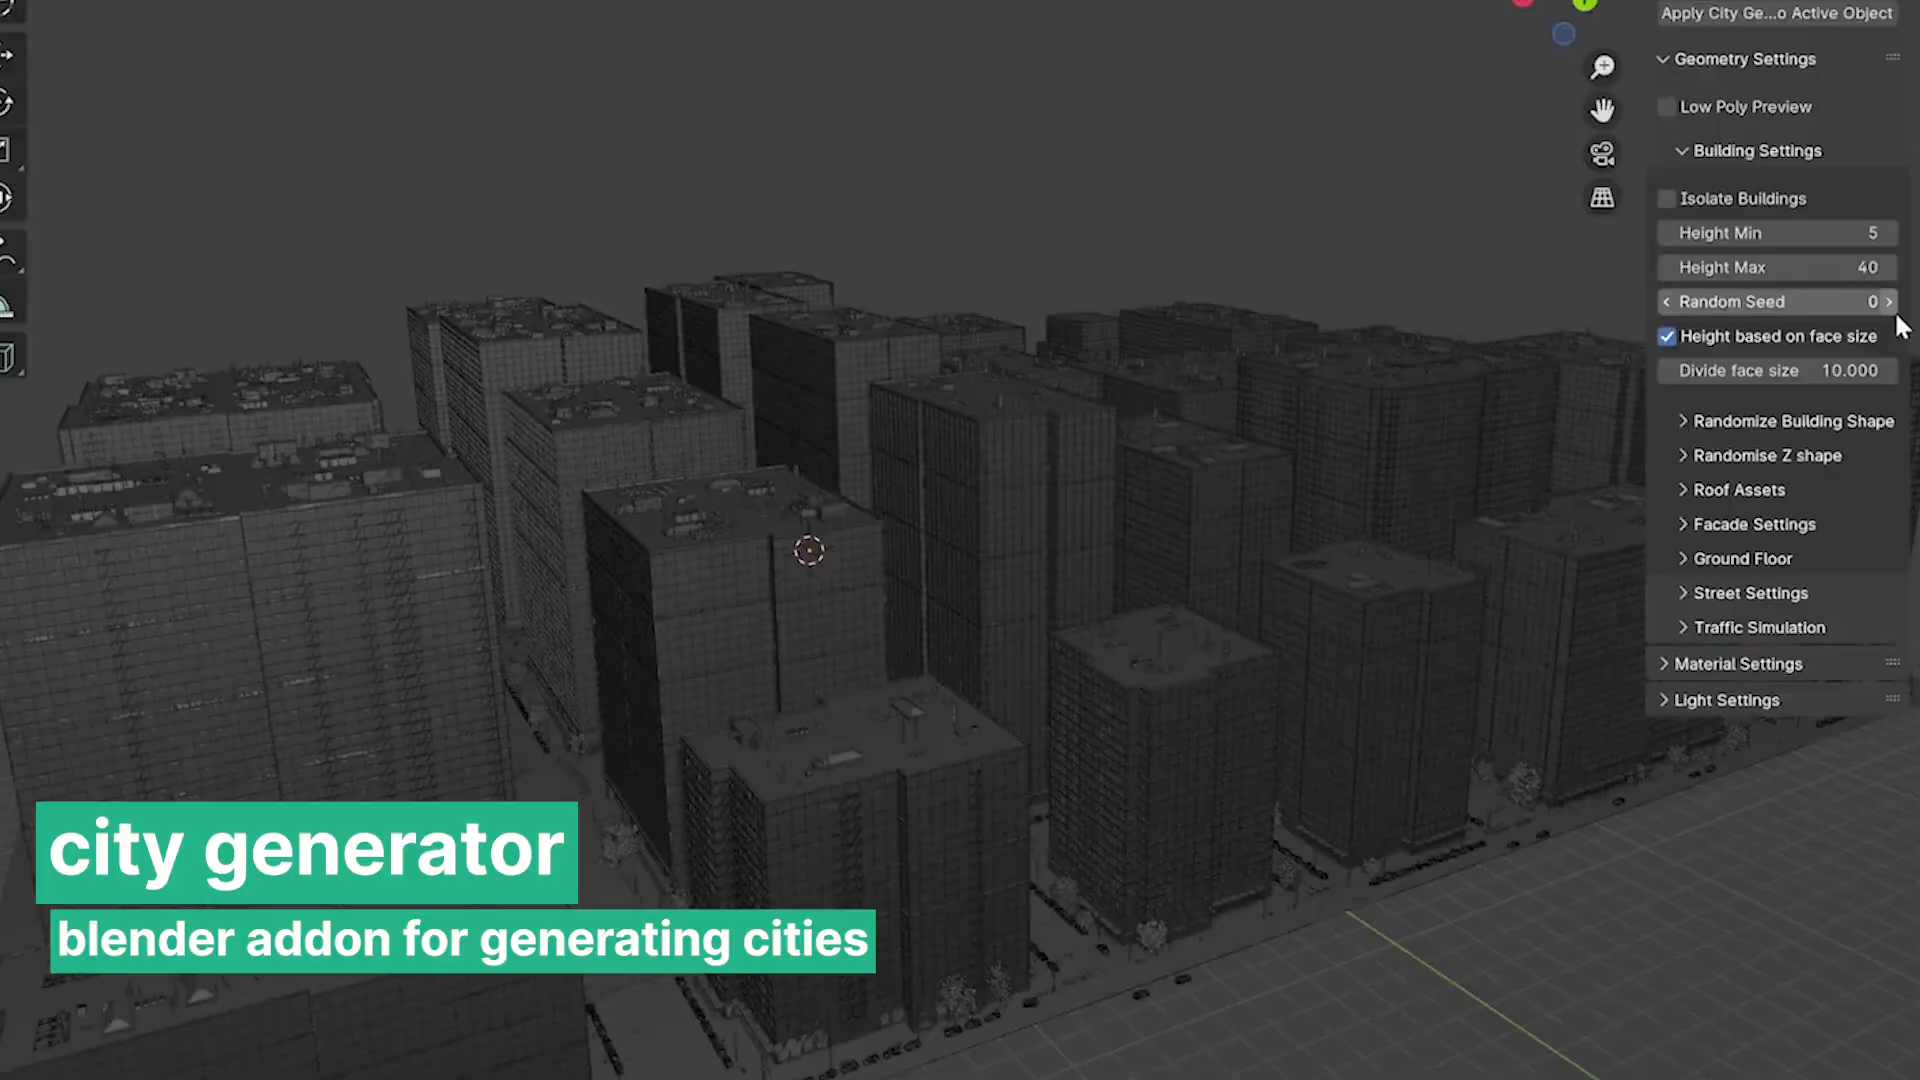 Apply City Ge...o Active Object
Geometry Settings
Low Poly Preview
Building Settings
Isolate Buildings
Height Min 5
Height Max 40
Random Seed 0
Height based on face size
Divide face size 10.000
Randomize Building Shape
Randomise Z shape
Roof Assets
Facade Settings
Ground Floor
Street Settings
Traffic Simulation
Material Settings
Light Settings
city generator
blender addon for generating cities